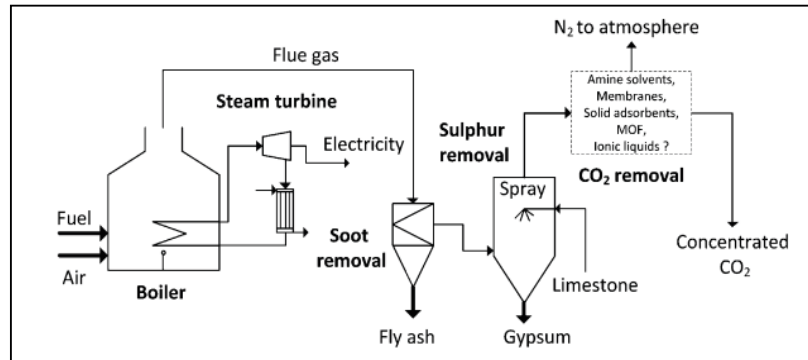 N₂ to atmosphere
Flue gas
Amine solvents,
Membranes,
Solid adsorbents,
MOF,
Ionic liquids ?
Steam turbine
Electricity
Sulphur
removal
CO₂ removal
Spray
Fuel
Air
Boiler
Soot
removal
Limestone
Concentrated
CO₂
Fly ash
Gypsum